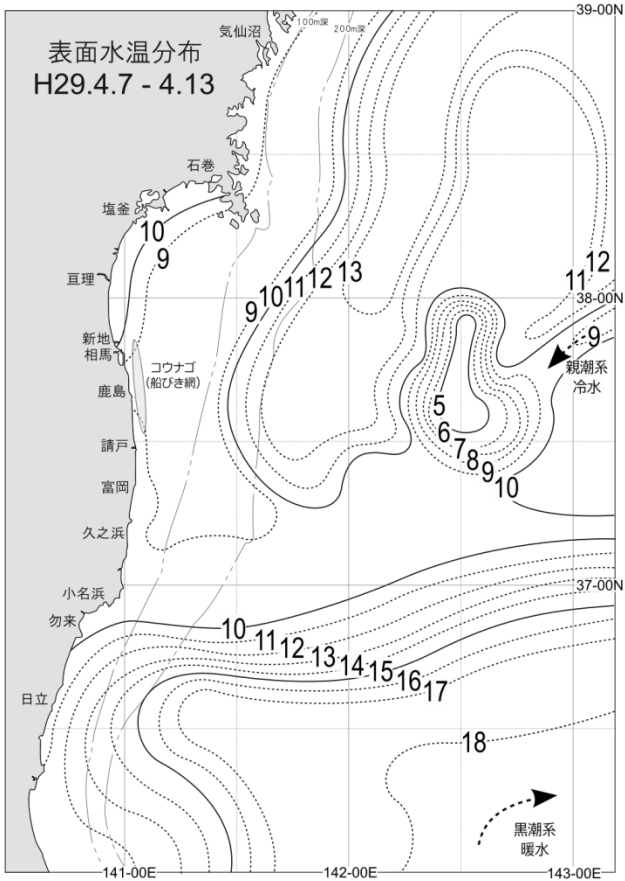 39-00N
100m深
200m深
気仙沼
表面水温分布
H29.4.7 - 4.13
石巻
塩釜
10
9
亘理
9
10
11
12
13
11
12
38-00N
新地
相馬
コウナゴ
(船びき網)
9
親潮系
冷水
鹿島
5
6
7
8
9
10
請戸
富岡
久之浜
37-00N
小名浜
勿来
10
11
12
13
14
15
16
17
日立
18
黒潮系
暖水
141-00E
142-00E
143-00E